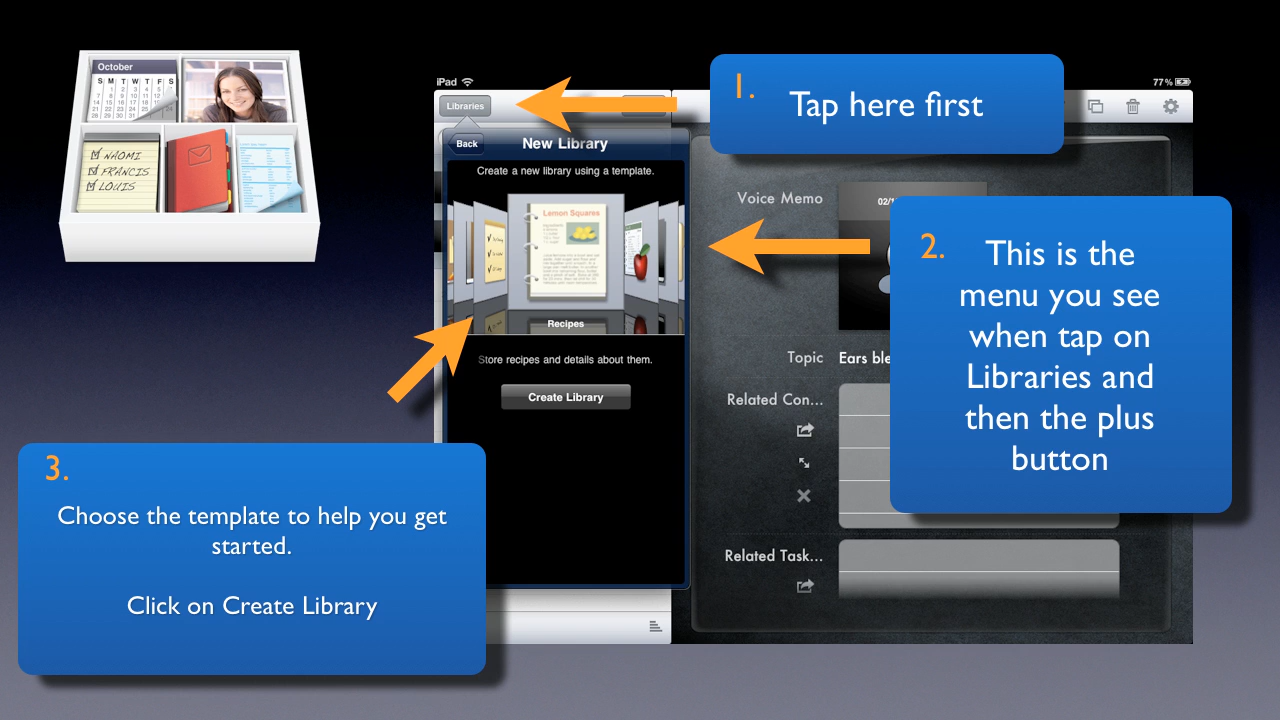 October
S M T W T F S
NAOMI
FRANCIS
LOUIS
iPad
77%
Libraries
1.
Tap here first
Back
New Library
Create a new library using a template.
Lemon Squares
Recipes
Store recipes and details about them.
Create Library
Voice Memo
02/1
Topic
Ears ble
Related Con...
Related Task...
2.
This is the
menu you see
when tap on
Libraries and
then the plus
button
3.
Choose the template to help you get
started.
Click on Create Library